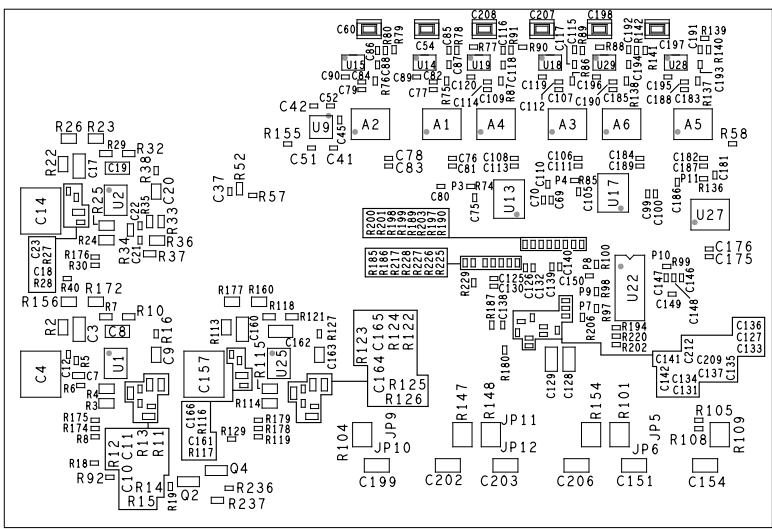 C60 R80 R79 C54 C85 R78 C208 C116 R91 C207 C117 C115 R89 C198 C192 R142 C191 R139
C86 C88 C87 R77 R90 R88 R141 C197 R140
U15 U14 U19 U18 U29 U28
C90 C84 R76 C89 C82 R75 C120 R87 C118 C119 R86 C196 C194 R138 C195 R137 C193
C79 C77 C114 C109 C112 C107 C190 C185 C188 C183
C42 C52
R155 U9 C45 A2 A1 A4 A3 A6 A5 R58
C51 C41
R26 R23
R29 R32
R22 C17 C19 R38
C78 C76 C108 C106 C184 C182
C83 C81 C113 C111 C189 C187 C181
C14 R25 U2 C20
C37 R52 R57
C80 P3 R74 C75 U13 C110 C70 C69 P4 R85 C105 U17 C99 C100 C186 P11 R136 U27
R24 R34 C22 C21 R35 R33
R36
R37
C23 R27
C18 R28
R176
R30
R40
R200 R201 R198 R199 R189 R203 R197 R190
R185 R186 R217 R228 R227 R226 R225
C176
C175
R229 C125 C130 C126 C132 C139 C140 C150 P8 R100 U22 P10 R99 C147 C146 C149 C148
P9 R98 P7 R97
R156 R172
R7 R10
R2 C3 C8 R16
R177 R160
R118 R121
R113 C160 C162 R127
R187 C138 R206 R194
R220
R202
C4 C12 R5 C7 R6 U1 C9
R4
R3
C157 R115 U25 C163
R114
R123 C165 R124 R122
C164 R125
R126
R180 C129 C128
C136
C127
C133
C141 C212 C209 C135
C142 C134 C137
C131
R175
R174
R8
R18
R92
C166 R116
C161 R117
R129 R179
R178
R119
R12 C11 R13 R11
C10 R14
R15
R19 Q2 Q4
R236
R237
R104 JP9
JP10
C199
R147 R148 JP11
JP12
C202 C203
R154 R101 JP5
JP6
C206 C151
R105
R108 R109
C154